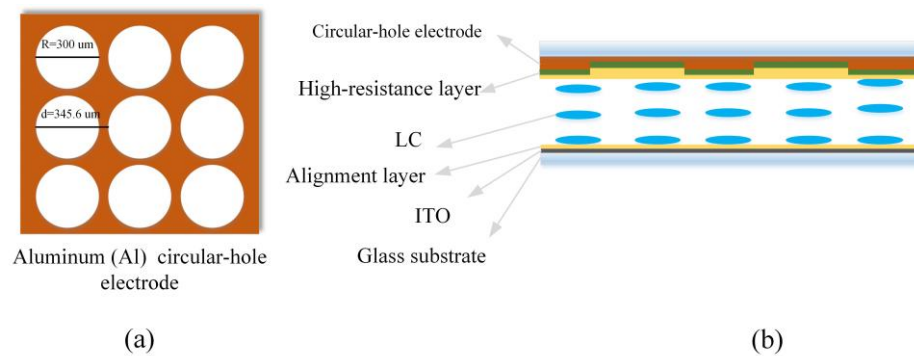 R=300 um
d=345.6 um
Aluminum (Al) circular-hole
electrode
(a)
Circular-hole electrode
High-resistance layer
LC
Alignment layer
ITO
Glass substrate
(b)